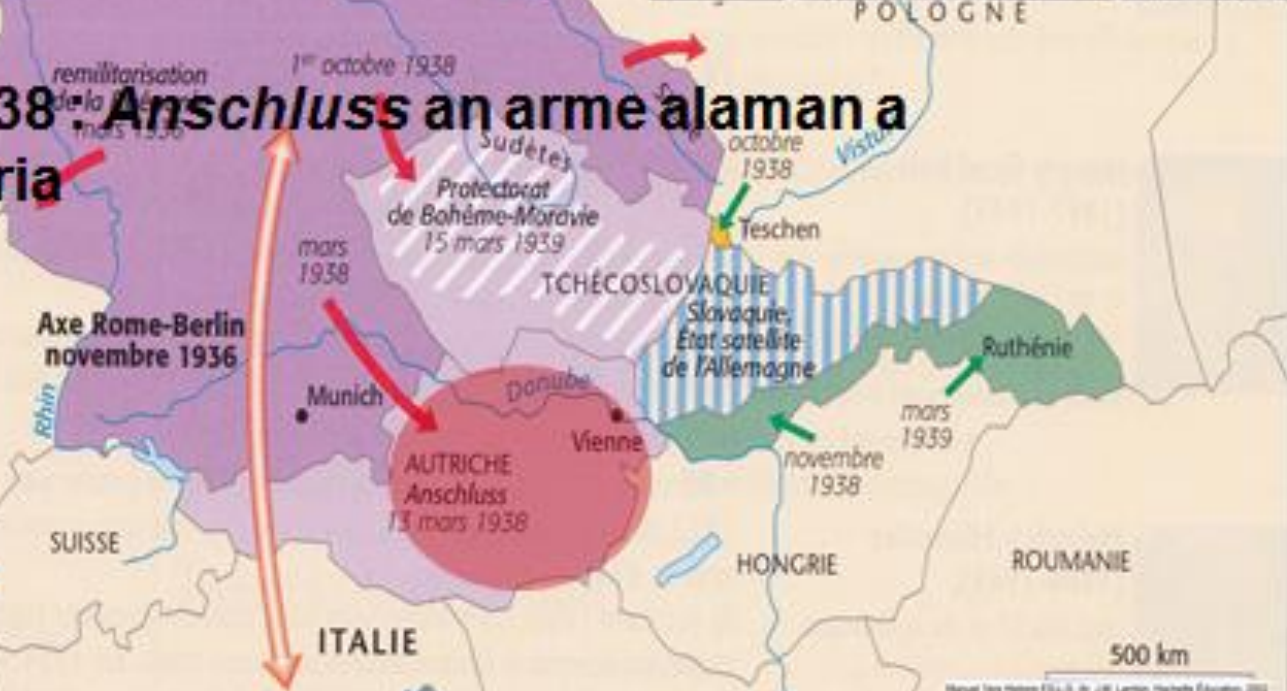 POLOGNE
remilitarisation
mars 1936
1er octobre 1938
38 : Anschluss an arme alaman a
ria
Sudètes
octobre
1938
Protectorat
de Bohême-Moravie
15 mars 1939
Teschen
mars
1938
TCHÉCOSLOVAQUIE
Slovaquie,
État satellite
de l'Allemagne
Axe Rome-Berlin
novembre 1936
Ruthénie
Rhin
Munich
Danube
Vienne
mars
1939
novembre
1938
AUTRICHE
Anschluss
13 mars 1938
SUISSE
HONGRIE
ROUMANIE
ITALIE
500 km